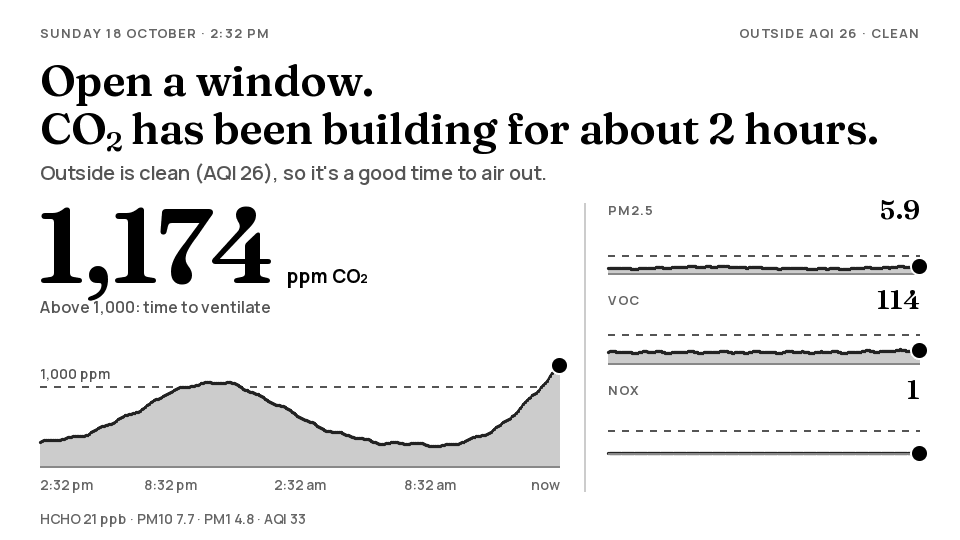 SUNDAY 18 OCTOBER · 2:32 PM
OUTSIDE AQI 26 · CLEAN
Open a window.
CO₂ has been building for about 2 hours.
Outside is clean (AQI 26), so it's a good time to air out.
1,174 ppm CO₂
Above 1,000: time to ventilate
1,000 ppm
2:32 pm 8:32 pm 2:32 am 8:32 am now
PM2.5 5.9
VOC 114
NOX 1
HCHO 21 ppb · PM10 7.7 · PM1 4.8 · AQI 33